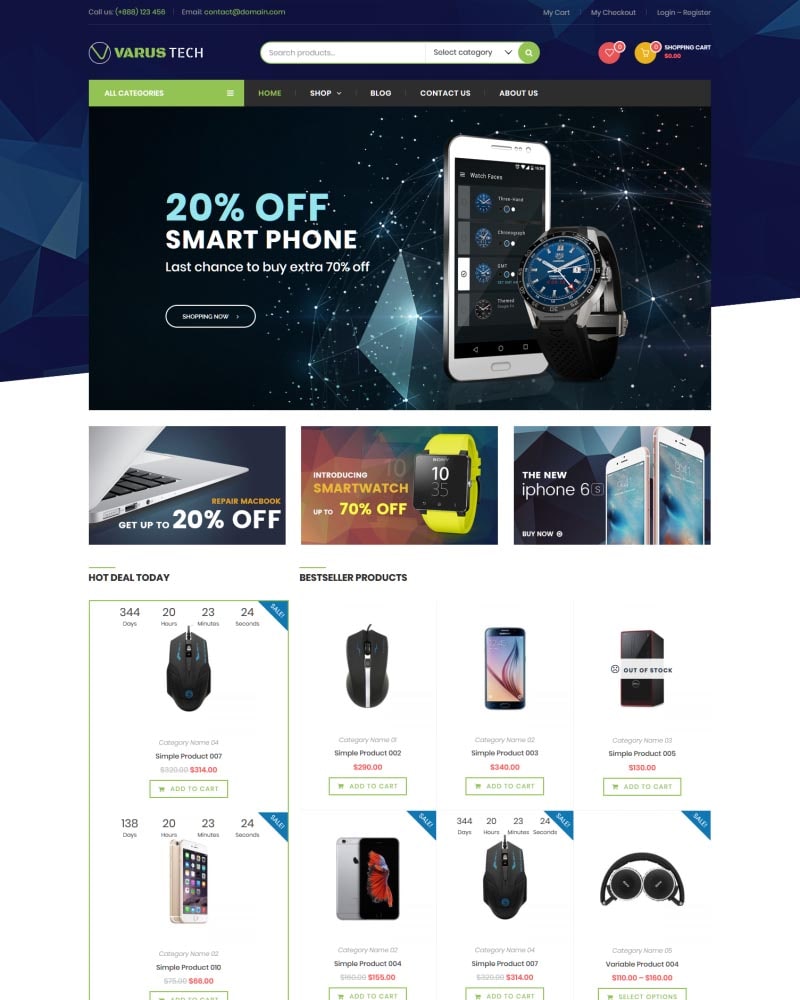 Call us: (+888) 123 456
Email: contact@domain.com
My Cart
My Checkout
Login – Register
VARUS TECH
Search products...
Select category
0
0
SHOPPING CART
$0.00
ALL CATEGORIES
HOME
SHOP
BLOG
CONTACT US
ABOUT US
20% OFF
SMART PHONE
Last chance to buy extra 70% off
SHOPPING NOW
Watch Faces
Three-Hand
Chronograph
GMT
Themed
REPAIR MACBOOK
GET UP TO 20% OFF
INTRODUCING
SMARTWATCH
UP TO 70% OFF
SONY
10
35
THE NEW
iphone 6S
BUY NOW
HOT DEAL TODAY
344 20 23 24
Days Hours Minutes Seconds
SALE!
Category Name 04
Simple Product 007
$320.00 $314.00
ADD TO CART
138 20 23 24
Days Hours Minutes Seconds
SALE!
Category Name 02
Simple Product 010
$75.00 $68.00
ADD TO CART
BESTSELLER PRODUCTS
Category Name 01
Simple Product 002
$290.00
ADD TO CART
Category Name 02
Simple Product 003
$340.00
ADD TO CART
OUT OF STOCK
Category Name 03
Simple Product 005
$130.00
ADD TO CART
SALE!
Category Name 02
Simple Product 004
$160.00 $155.00
ADD TO CART
344 20 23 24
Days Hours Minutes Seconds
SALE!
Category Name 04
Simple Product 007
$320.00 $314.00
ADD TO CART
SALE!
Category Name 05
Variable Product 004
$110.00 – $160.00
SELECT OPTIONS